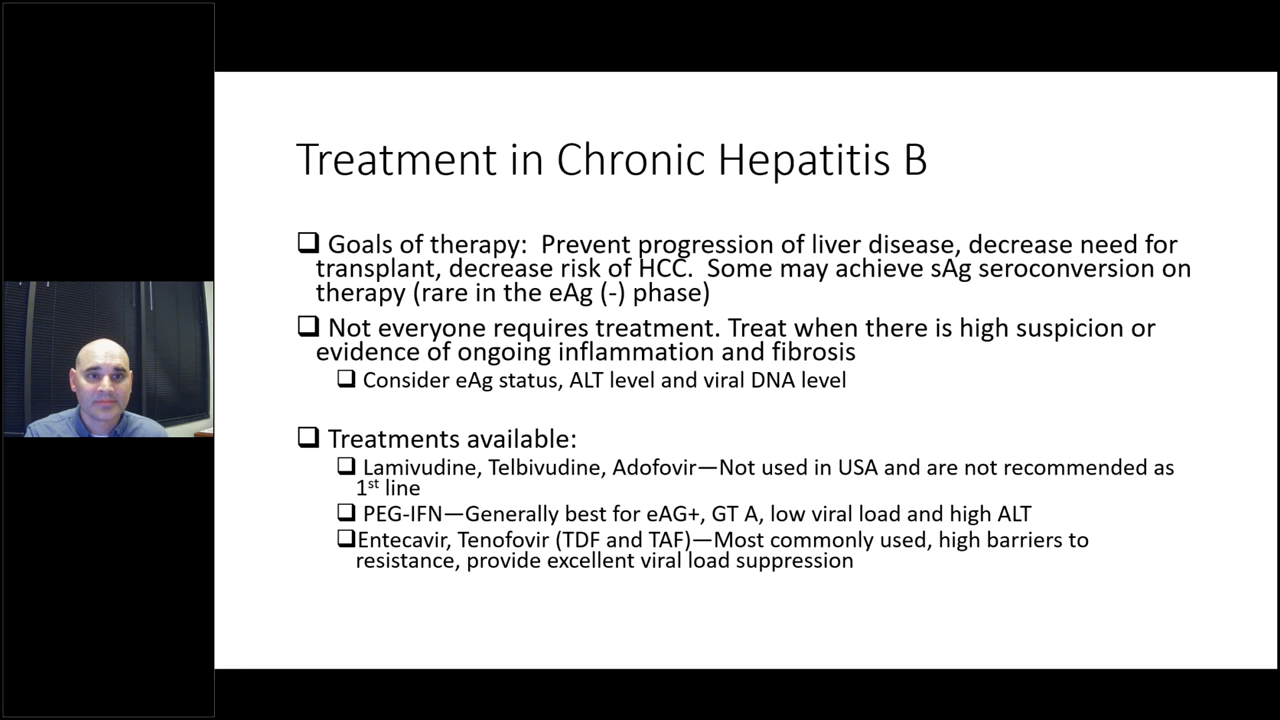 Treatment in Chronic Hepatitis B
Goals of therapy: Prevent progression of liver disease, decrease need for
transplant, decrease risk of HCC. Some may achieve sAg seroconversion on
therapy (rare in the eAg (-) phase)
Not everyone requires treatment. Treat when there is high suspicion or
evidence of ongoing inflammation and fibrosis
Consider eAg status, ALT level and viral DNA level
Treatments available:
Lamivudine, Telbivudine, Adofovir—Not used in USA and are not recommended as
1st line
PEG-IFN—Generally best for eAG+, GT A, low viral load and high ALT
Entecavir, Tenofovir (TDF and TAF)—Most commonly used, high barriers to
resistance, provide excellent viral load suppression